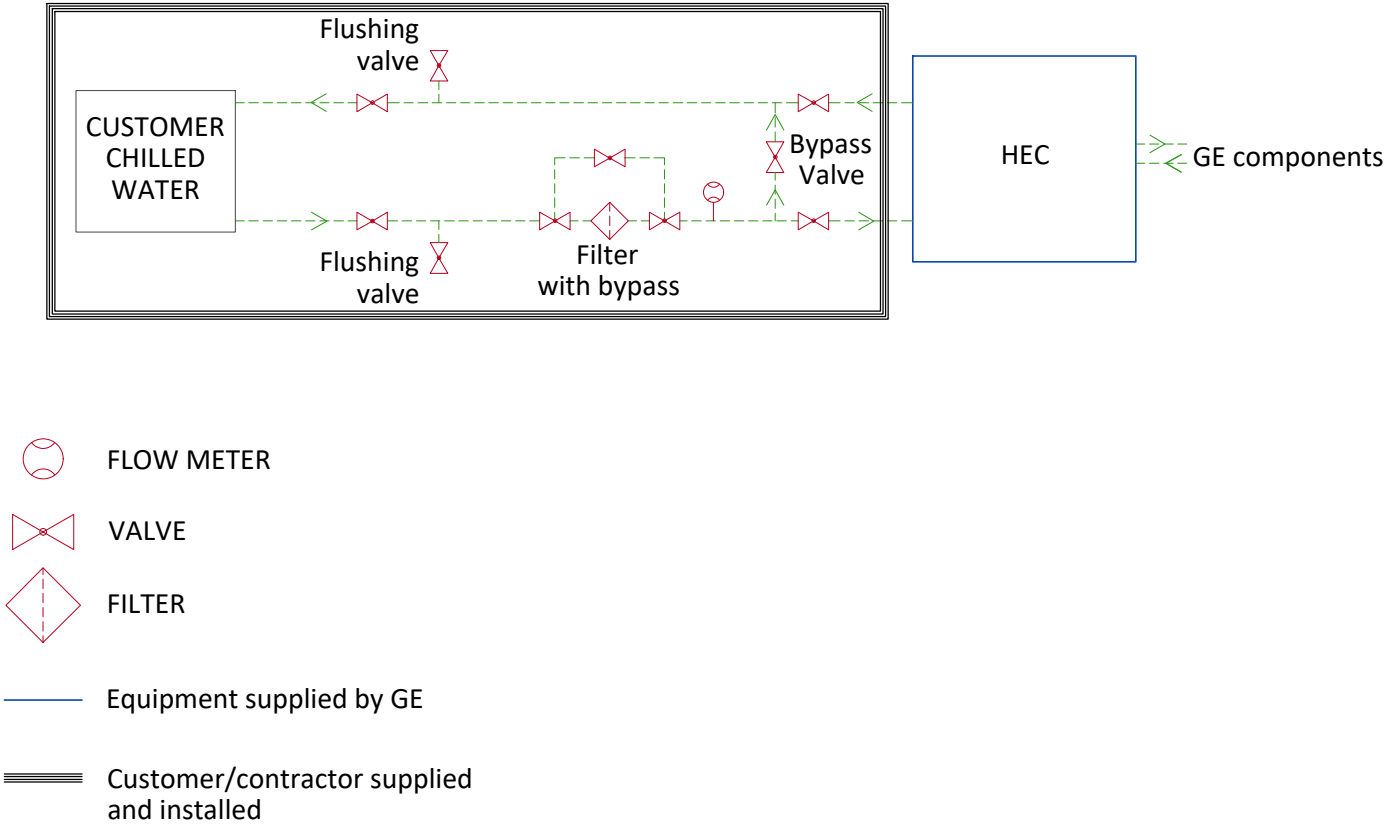 Flushing
valve
CUSTOMER
CHILLED
WATER
Bypass
Valve
HEC
GE components
Flushing
valve
Filter
with bypass
FLOW METER
VALVE
FILTER
Equipment supplied by GE
Customer/contractor supplied
and installed